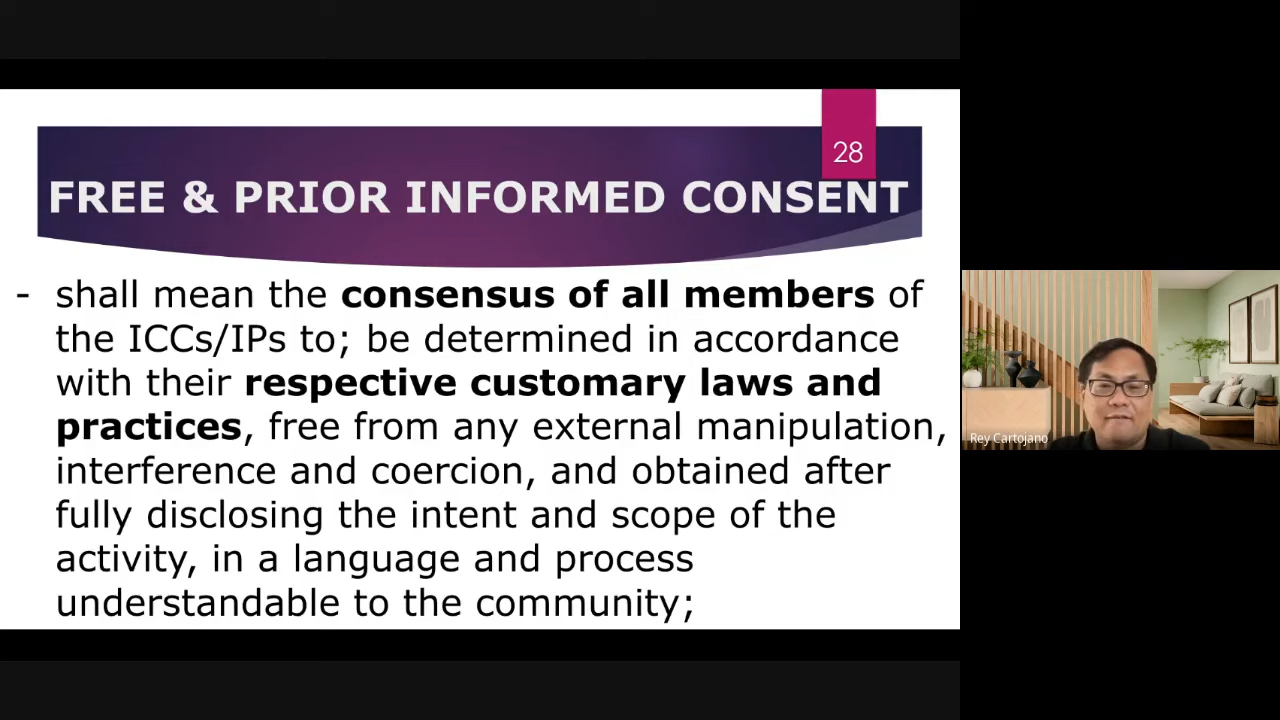 28
FREE & PRIOR INFORMED CONSENT
- shall mean the consensus of all members of
the ICCs/IPs to; be determined in accordance
with their respective customary laws and
practices, free from any external manipulation,
interference and coercion, and obtained after
fully disclosing the intent and scope of the
activity, in a language and process
understandable to the community;
Rey Cartojano